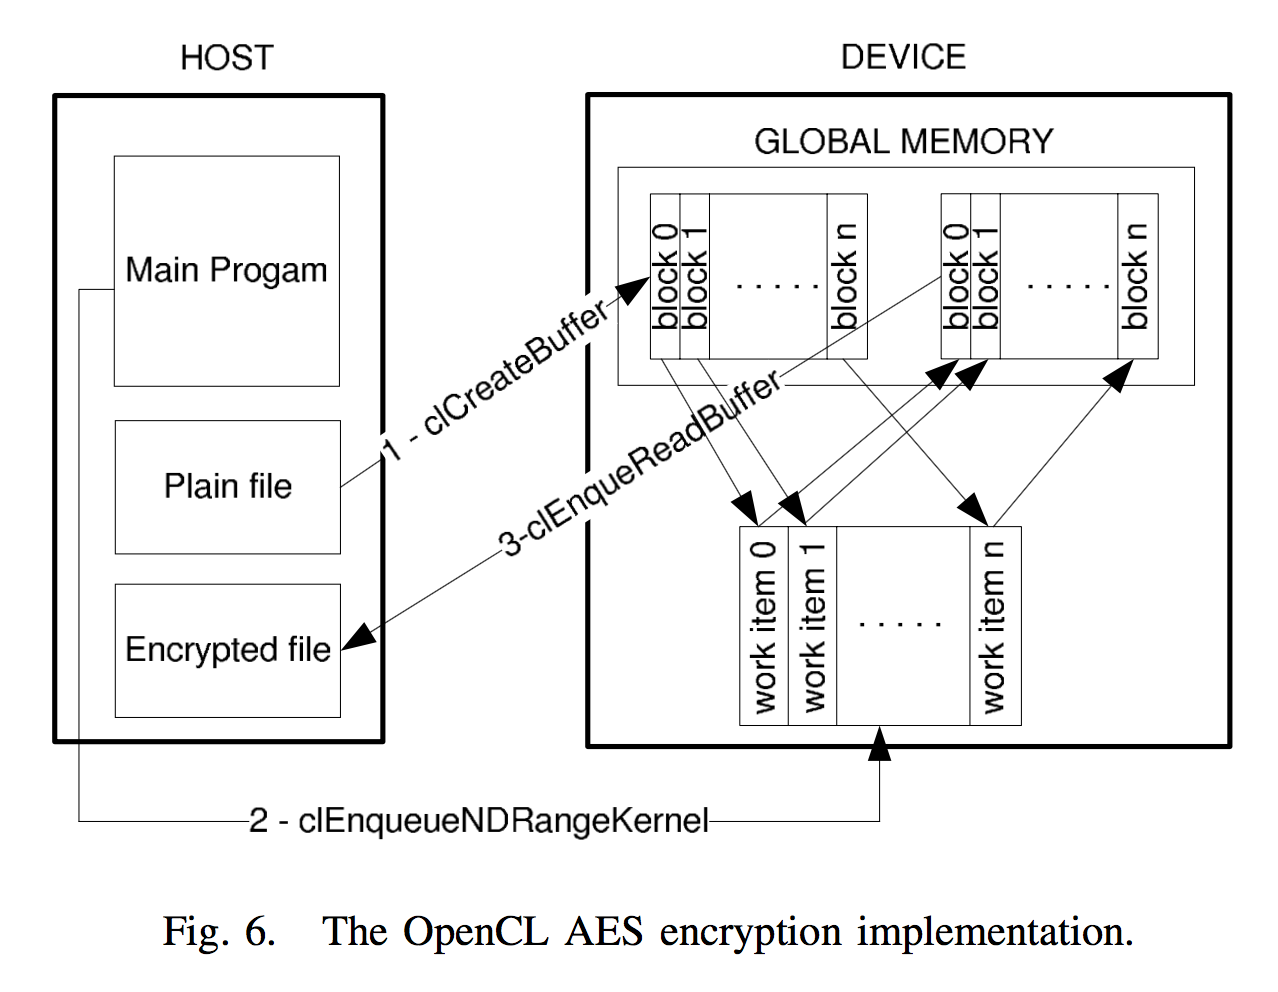 HOST
DEVICE
GLOBAL MEMORY
Main Progam
Plain file
Encrypted file
block 0
block 1
. . . . .
block n
block 0
block 1
. . . . .
block n
1 - clCreateBuffer
3-clEnqueReadBuffer
work item 0
work item 1
. . . . .
work item n
2 - clEnqueueNDRangeKernel
Fig. 6. The OpenCL AES encryption implementation.